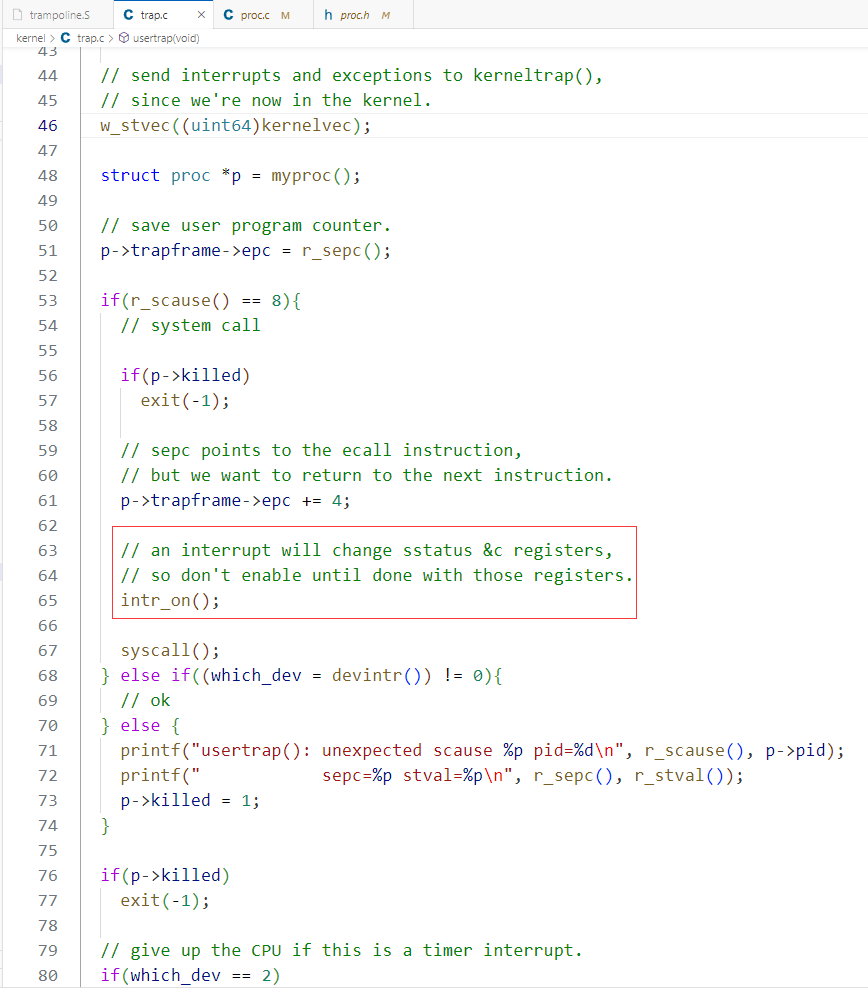 trampoline.S
C trap.c ×
C proc.c M
h proc.h M
kernel > C trap.c > usertrap(void)
43
44 // send interrupts and exceptions to kerneltrap(),
45 // since we're now in the kernel.
46 w_stvec((uint64)kernelvec);
47
48 struct proc *p = myproc();
49
50 // save user program counter.
51 p->trapframe->epc = r_sepc();
52
53 if(r_scause() == 8){
54 // system call
55
56 if(p->killed)
57 exit(-1);
58
59 // sepc points to the ecall instruction,
60 // but we want to return to the next instruction.
61 p->trapframe->epc += 4;
62
63 // an interrupt will change sstatus &c registers,
64 // so don't enable until done with those registers.
65 intr_on();
66
67 syscall();
68 } else if((which_dev = devintr()) != 0){
69 // ok
70 } else {
71 printf("usertrap(): unexpected scause %p pid=%d\n", r_scause(), p->pid);
72 printf("            sepc=%p stval=%p\n", r_sepc(), r_stval());
73 p->killed = 1;
74 }
75
76 if(p->killed)
77 exit(-1);
78
79 // give up the CPU if this is a timer interrupt.
80 if(which_dev == 2)